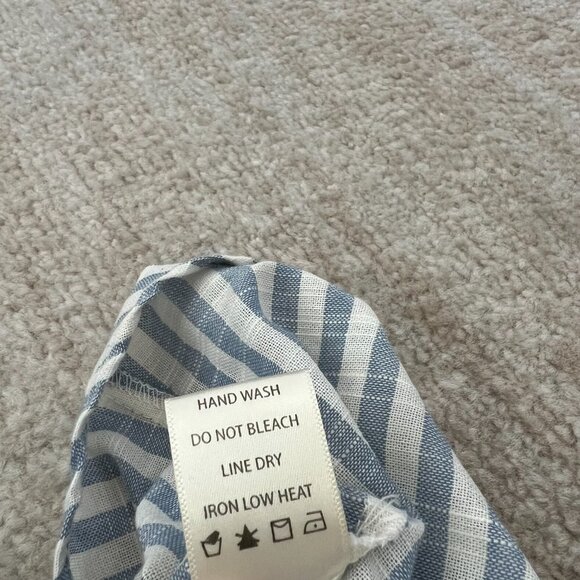 HAND WASH
DO NOT BLEACH
LINE DRY
IRON LOW HEAT